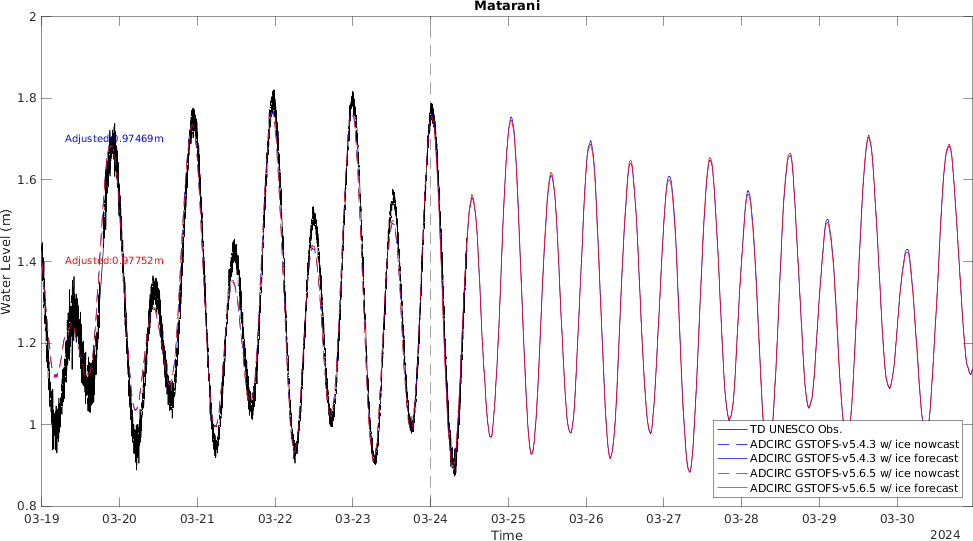 Matarani
2
1.8
1.6
1.4
1.2
1
0.8
Water Level (m)
Adjusted:0.97469m
Adjusted:0.97752m
TD UNESCO Obs.
ADCIRC GSTOFS-v5.4.3 w/ ice nowcast
ADCIRC GSTOFS-v5.4.3 w/ ice forecast
ADCIRC GSTOFS-v5.6.5 w/ ice nowcast
ADCIRC GSTOFS-v5.6.5 w/ ice forecast
03-19 03-20 03-21 03-22 03-23 03-24 03-25 03-26 03-27 03-28 03-29 03-30
Time
2024